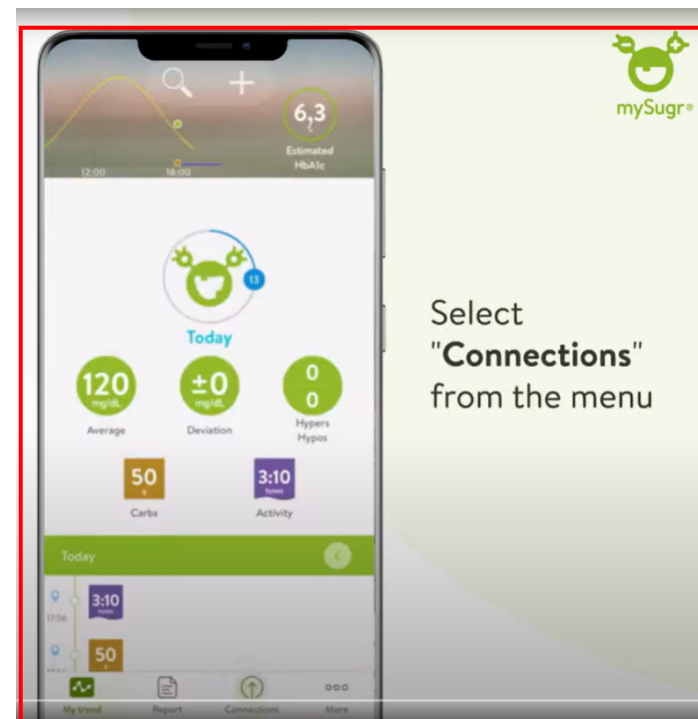 mySugr®
6,3
%
Estimated
HbA1c
12:00
18:00
13
Today
120
mg/dL
Average
±0
mg/dL
Deviation
0
0
Hypers
Hypos
50
g
Carbs
3:10
hours
Activity
Select
"Connections"
from the menu
Today
17:56
3:10
hours
50
My trend
Report
Connections
More